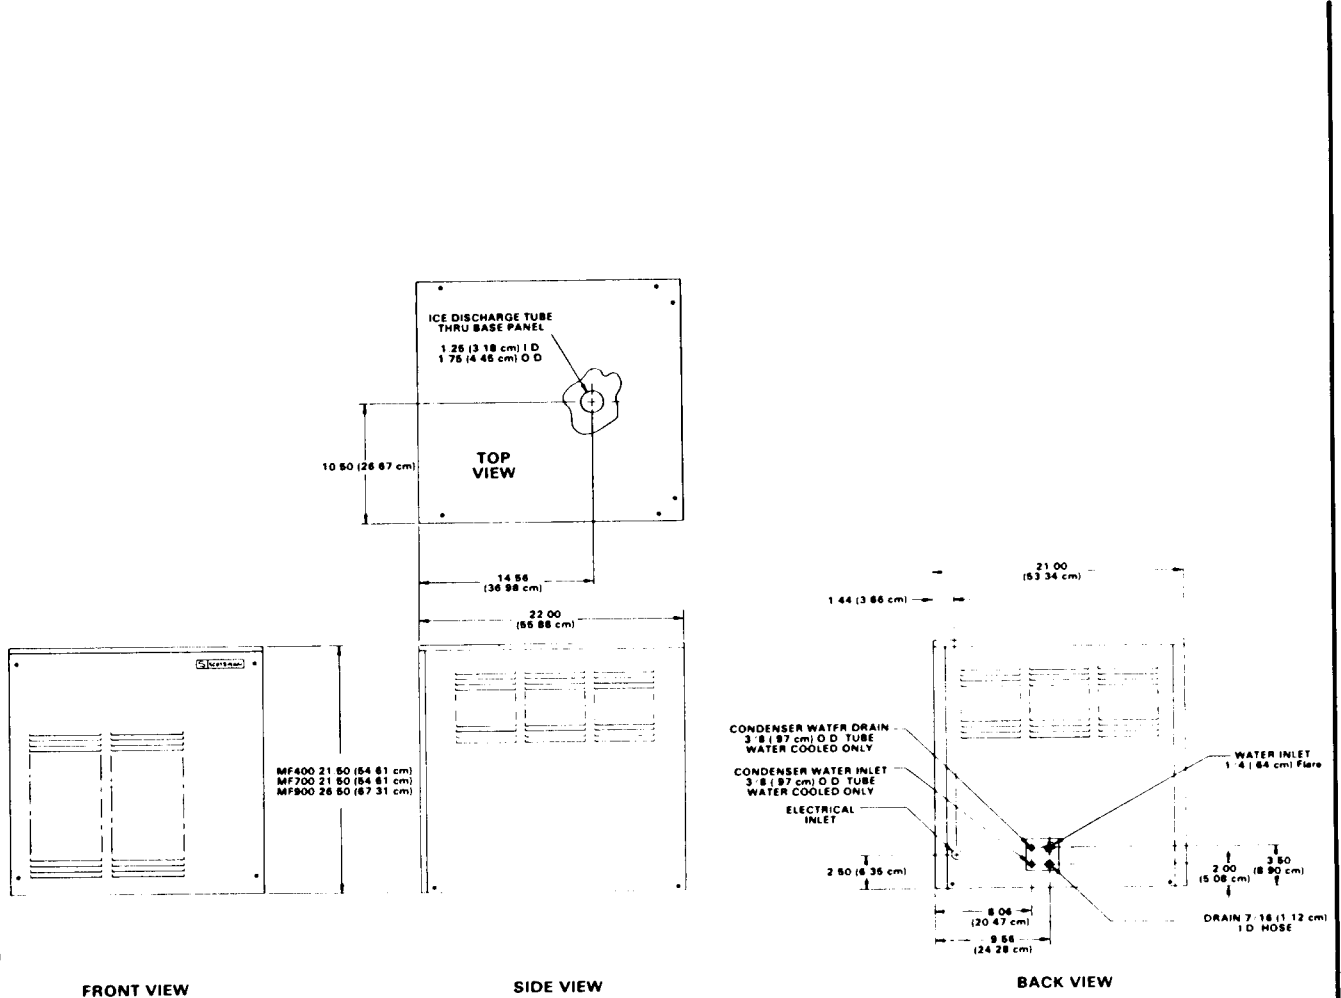 ICE DISCHARGE TUBE
THRU BASE PANEL
1.25 (3 18 cm) I D
1 75 (4 45 cm) O D
10 50 (26 67 cm)
TOP
VIEW
14 56
(36 98 cm)
22 00
(55 88 cm)
21 00
(53 34 cm)
1 44 (3 66 cm)
SCOTSMAN
MF400 21 50 (54 61 cm)
MF700 21 50 (54 61 cm)
MF900 26 50 (67 31 cm)
CONDENSER WATER DRAIN
3/8 ( 97 cm) O D TUBE
WATER COOLED ONLY
CONDENSER WATER INLET
3/8 ( 97 cm) O D TUBE
WATER COOLED ONLY
ELECTRICAL
INLET
WATER INLET
1/4 ( 64 cm) Flare
2 50 (6 35 cm)
2 00
(5 08 cm)
3 50
(8 90 cm)
8 06
(20 47 cm)
9 56
(24 28 cm)
DRAIN 7/16 (1 12 cm)
I D HOSE
FRONT VIEW
SIDE VIEW
BACK VIEW